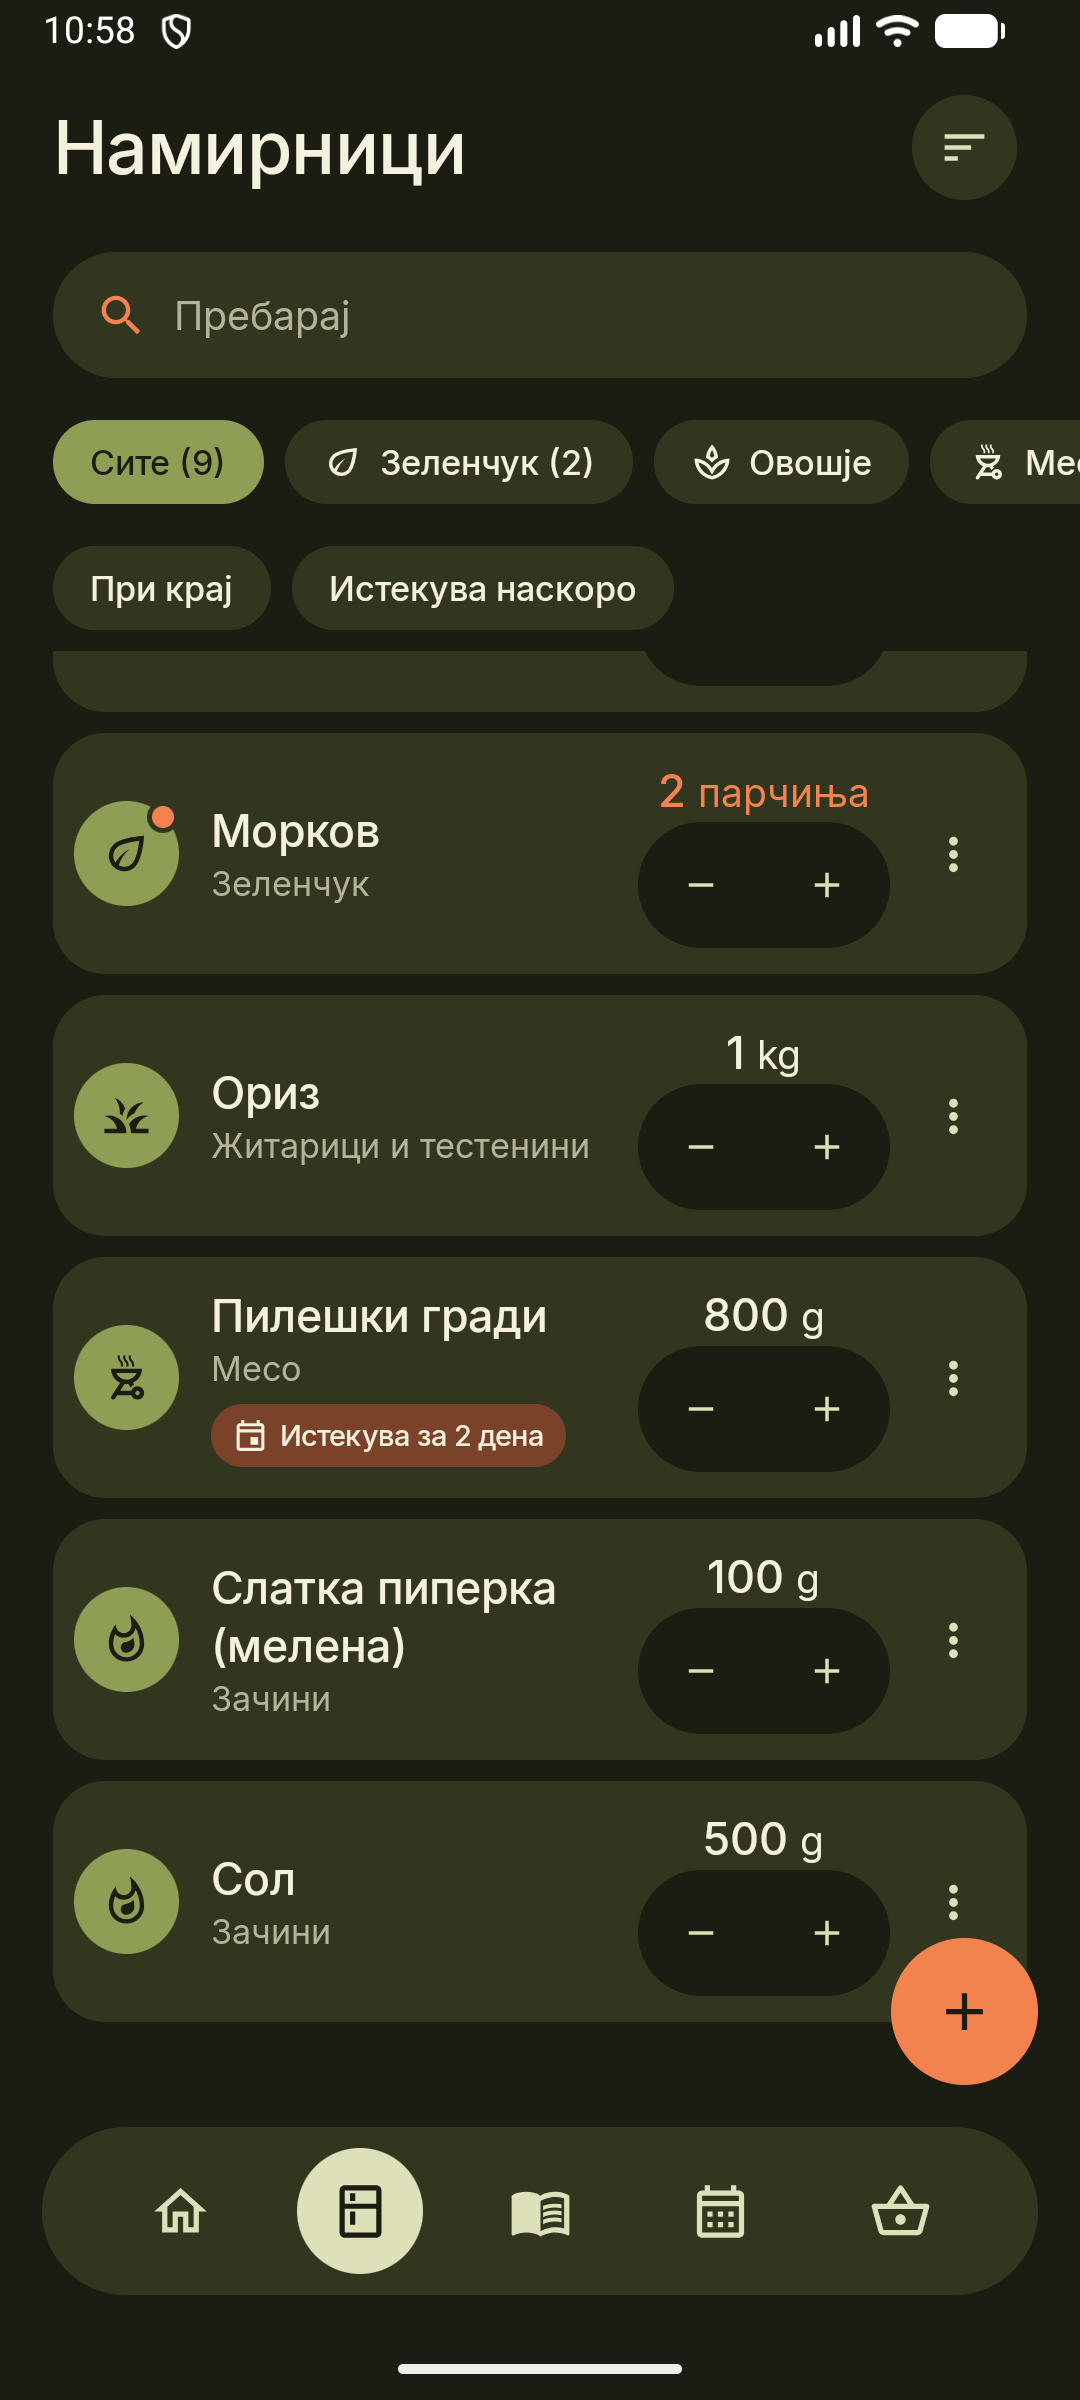 10:58
Намирници
Пребарај
Сите (9)
Зеленчук (2)
Овошје
При крај
Истекува наскоро
2 парчиња
Морков
Зеленчук
1 kg
Ориз
Житарици и тестенини
Пилешки гради
800 g
Месо
Истекува за 2 дена
100 g
Слатка пиперка
(мелена)
Зачини
500 g
Сол
Зачини